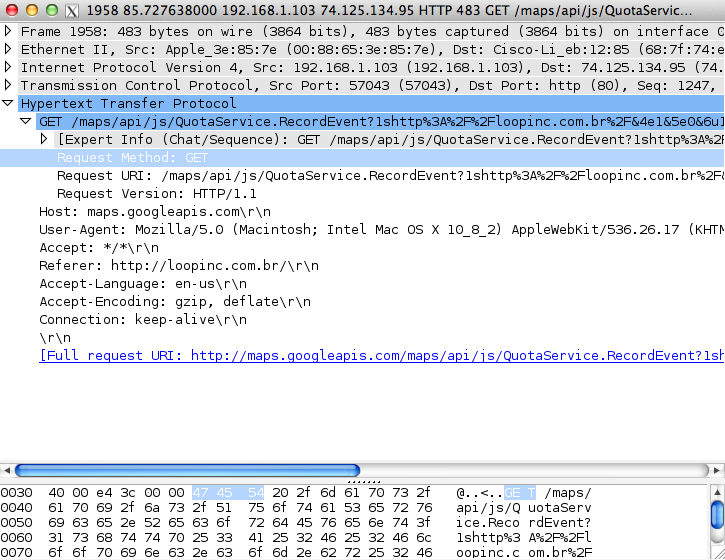 1958 85.727638000 192.168.1.103 74.125.134.95 HTTP 483 GET /maps/api/js/QuotaServic...
Frame 1958: 483 bytes on wire (3864 bits), 483 bytes captured (3864 bits) on interface 0
Ethernet II, Src: Apple_3e:85:7e (00:88:65:3e:85:7e), Dst: Cisco-Li_eb:12:85 (68:7f:74:e
Internet Protocol Version 4, Src: 192.168.1.103 (192.168.1.103), Dst: 74.125.134.95 (74.
Transmission Control Protocol, Src Port: 57043 (57043), Dst Port: http (80), Seq: 1247,
Hypertext Transfer Protocol
GET /maps/api/js/QuotaService.RecordEvent?1shttp%3A%2F%2Floopinc.com.br%2F&4e1&5e0&6u1
[Expert Info (Chat/Sequence): GET /maps/api/js/QuotaService.RecordEvent?1shttp%3A%2F%2F
Request Method: GET
Request URI: /maps/api/js/QuotaService.RecordEvent?1shttp%3A%2F%2Floopinc.com.br%2F&
Request Version: HTTP/1.1
Host: maps.googleapis.com\r\n
User-Agent: Mozilla/5.0 (Macintosh; Intel Mac OS X 10_8_2) AppleWebKit/536.26.17 (KHTM
Accept: */*\r\n
Referer: http://loopinc.com.br/\r\n
Accept-Language: en-us\r\n
Accept-Encoding: gzip, deflate\r\n
Connection: keep-alive\r\n
\r\n
[Full request URI: http://maps.googleapis.com/maps/api/js/QuotaService.RecordEvent?1sh
0030 40 00 e4 3c 00 00 47 45 54 20 2f 6d 61 70 73 2f @..<..GE T /maps/
0040 61 70 69 2f 6a 73 2f 51 75 6f 74 61 53 65 72 76 api/js/Q uotaServ
0050 69 63 65 2e 52 65 63 6f 72 64 45 76 65 6e 74 3f ice.Reco rdEvent?
0060 31 73 68 74 74 70 25 33 41 25 32 46 25 32 46 6c 1shttp%3 A%2F%2Fl
0070 6f 6f 70 69 6e 63 2e 63 6f 6d 2e 62 72 25 32 46 oopinc.c om.br%2F